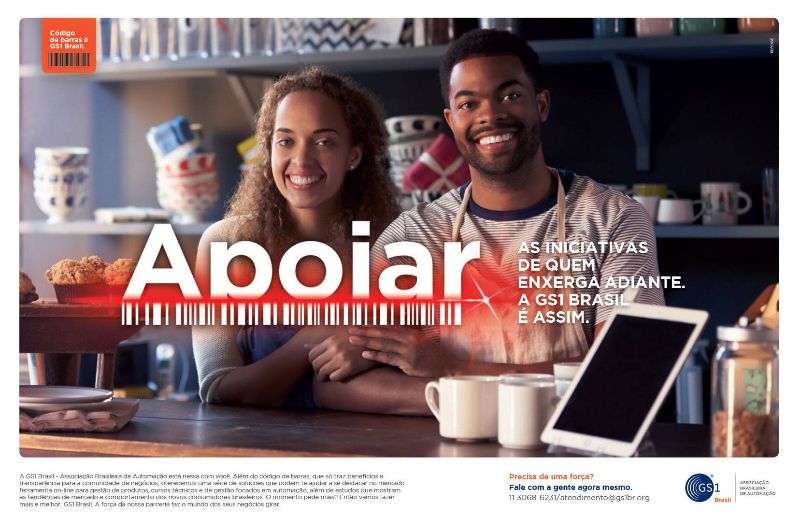 Código
de barras é
GS1 Brasil.
Apoiar
AS INICIATIVAS
DE QUEM
ENXERGA ADIANTE.
A GS1 BRASIL
É ASSIM.
A GS1 Brasil - Associação Brasileira de Automação está nessa com você. Além do código de barras, que só traz benefícios e
transparência para a comunidade de negócios, oferecemos uma série de soluções que podem te ajudar a se destacar no mercado:
ferramenta on-line para gestão de produtos, cursos técnicos e de gestão focados em automação, além de estudos que mostram
as tendências de mercado e comportamento dos novos consumidores brasileiros. O momento pede mais? Então vamos fazer
mais e melhor. GS1 Brasil. A força da nossa parceria faz o mundo dos seus negócios girar.
Precisa de uma força?
Fale com a gente agora mesmo.
11 3068-6231/atendimento@gs1br.org
GS1
Brasil
ASSOCIAÇÃO
BRASILEIRA
DE AUTOMAÇÃO